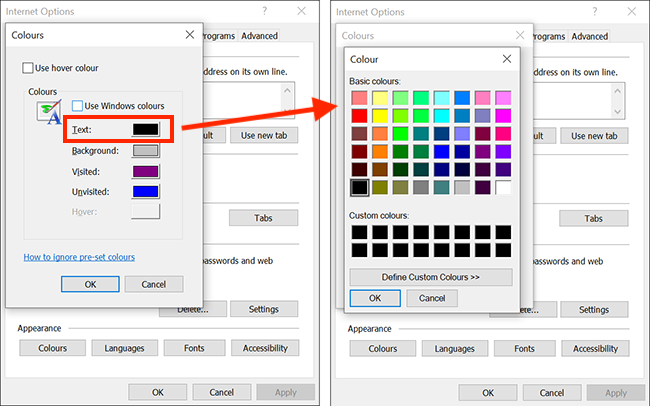 Internet Options
?
Colours
Programs Advanced
Use hover colour
address on its own line.
Colours
Use Windows colours
A
Text:
Use new tab
Background:
Visited:
Unvisited:
Hover:
Tabs
How to ignore pre-set colours
passwords and web
OK Cancel
Delete... Settings
Appearance
Colours Languages Fonts Accessibility
OK Cancel Apply
Internet Options
?
Colours
Programs Advanced
Colour
address on its own line.
Basic colours:
Use new tab
Tabs
Custom colours:
passwords and web
Define Custom Colours >>
OK Cancel
Delete... Settings
Appearance
Colours Languages Fonts Accessibility
OK Cancel Apply